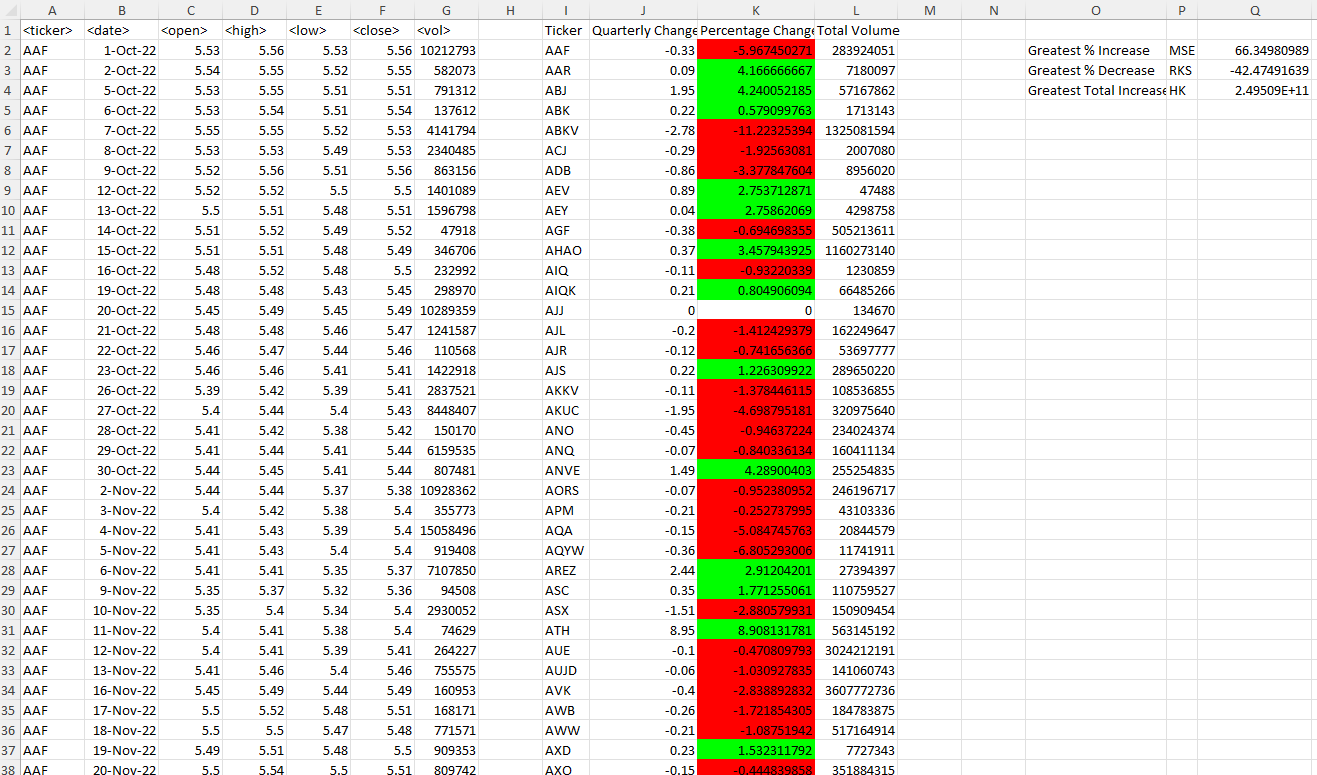 A B C D E F G H I J K L M N O P Q
1 <ticker> <date> <open> <high> <low> <close> <vol> Ticker Quarterly Change Percentage Change Total Volume
2 AAF 1-Oct-22 5.53 5.56 5.53 5.56 10212793 AAF -0.33 -5.967450271 283924051 Greatest % Increase MSE 66.34980989
3 AAF 2-Oct-22 5.54 5.55 5.52 5.55 582073 AAR 0.09 4.166666667 7180097 Greatest % Decrease RKS -42.47491639
4 AAF 5-Oct-22 5.53 5.55 5.51 5.51 791312 ABJ 1.95 4.240052185 57167862 Greatest Total Increase HK 2.49509E+11
5 AAF 6-Oct-22 5.53 5.54 5.51 5.54 137612 ABK 0.22 0.579099763 1713143
6 AAF 7-Oct-22 5.55 5.55 5.52 5.53 4141794 ABKV -2.78 -11.22325394 1325081594
7 AAF 8-Oct-22 5.53 5.53 5.49 5.53 2340485 ACJ -0.29 -1.92563081 2007080
8 AAF 9-Oct-22 5.52 5.56 5.51 5.56 863156 ADB -0.86 -3.377847604 8956020
9 AAF 12-Oct-22 5.52 5.52 5.5 5.5 1401089 AEV 0.89 2.753712871 47488
10 AAF 13-Oct-22 5.5 5.51 5.48 5.51 1596798 AEY 0.04 2.75862069 4298758
11 AAF 14-Oct-22 5.51 5.52 5.49 5.52 47918 AGF -0.38 -0.694698355 505213611
12 AAF 15-Oct-22 5.51 5.51 5.48 5.49 346706 AHAO 0.37 3.457943925 1160273140
13 AAF 16-Oct-22 5.48 5.52 5.48 5.5 232992 AIQ -0.11 -0.93220339 1230859
14 AAF 19-Oct-22 5.48 5.48 5.43 5.45 298970 AIQK 0.21 0.804906094 66485266
15 AAF 20-Oct-22 5.45 5.49 5.45 5.49 10289359 AJJ 0 0 134670
16 AAF 21-Oct-22 5.48 5.48 5.46 5.47 1241587 AJL -0.2 -1.412429379 162249647
17 AAF 22-Oct-22 5.46 5.47 5.44 5.46 110568 AJR -0.12 -0.741656366 53697777
18 AAF 23-Oct-22 5.46 5.46 5.41 5.41 1422918 AJS 0.22 1.226309922 289650220
19 AAF 26-Oct-22 5.39 5.42 5.39 5.41 2837521 AKKV -0.11 -1.378446115 108536855
20 AAF 27-Oct-22 5.4 5.44 5.4 5.43 8448407 AKUC -1.95 -4.698795181 320975640
21 AAF 28-Oct-22 5.41 5.42 5.38 5.42 150170 ANO -0.45 -0.94637224 234024374
22 AAF 29-Oct-22 5.41 5.44 5.41 5.44 6159535 ANQ -0.07 -0.840336134 160411134
23 AAF 30-Oct-22 5.44 5.45 5.41 5.44 807481 ANVE 1.49 4.28900403 255254835
24 AAF 2-Nov-22 5.44 5.44 5.37 5.38 10928362 AORS -0.07 -0.952380952 246196717
25 AAF 3-Nov-22 5.4 5.42 5.38 5.4 355773 APM -0.21 -0.252737995 43103336
26 AAF 4-Nov-22 5.41 5.43 5.39 5.4 15058496 AQA -0.15 -5.084745763 20844579
27 AAF 5-Nov-22 5.41 5.43 5.4 5.4 919408 AQYW -0.36 -6.805293006 11741911
28 AAF 6-Nov-22 5.41 5.41 5.35 5.37 7107850 AREZ 2.44 2.91204201 27394397
29 AAF 9-Nov-22 5.35 5.37 5.32 5.36 94508 ASC 0.35 1.771255061 110759527
30 AAF 10-Nov-22 5.35 5.4 5.34 5.4 2930052 ASX -1.51 -2.880579931 150909454
31 AAF 11-Nov-22 5.4 5.41 5.38 5.4 74629 ATH 8.95 8.908131781 563145192
32 AAF 12-Nov-22 5.4 5.41 5.39 5.41 264227 AUE -0.1 -0.470809793 3024212191
33 AAF 13-Nov-22 5.41 5.46 5.4 5.46 755575 AUJD -0.06 -1.030927835 141060743
34 AAF 16-Nov-22 5.45 5.49 5.44 5.49 160953 AVK -0.4 -2.838892832 3607772736
35 AAF 17-Nov-22 5.5 5.52 5.48 5.51 168171 AWB -0.26 -1.721854305 184783875
36 AAF 18-Nov-22 5.5 5.5 5.47 5.48 771571 AWW -0.21 -1.08751942 517164914
37 AAF 19-Nov-22 5.49 5.51 5.48 5.5 909353 AXD 0.23 1.532311792 7727343
38 AAF 20-Nov-22 5.5 5.54 5.5 5.51 809742 AXO -0.15 -0.444839858 351884315